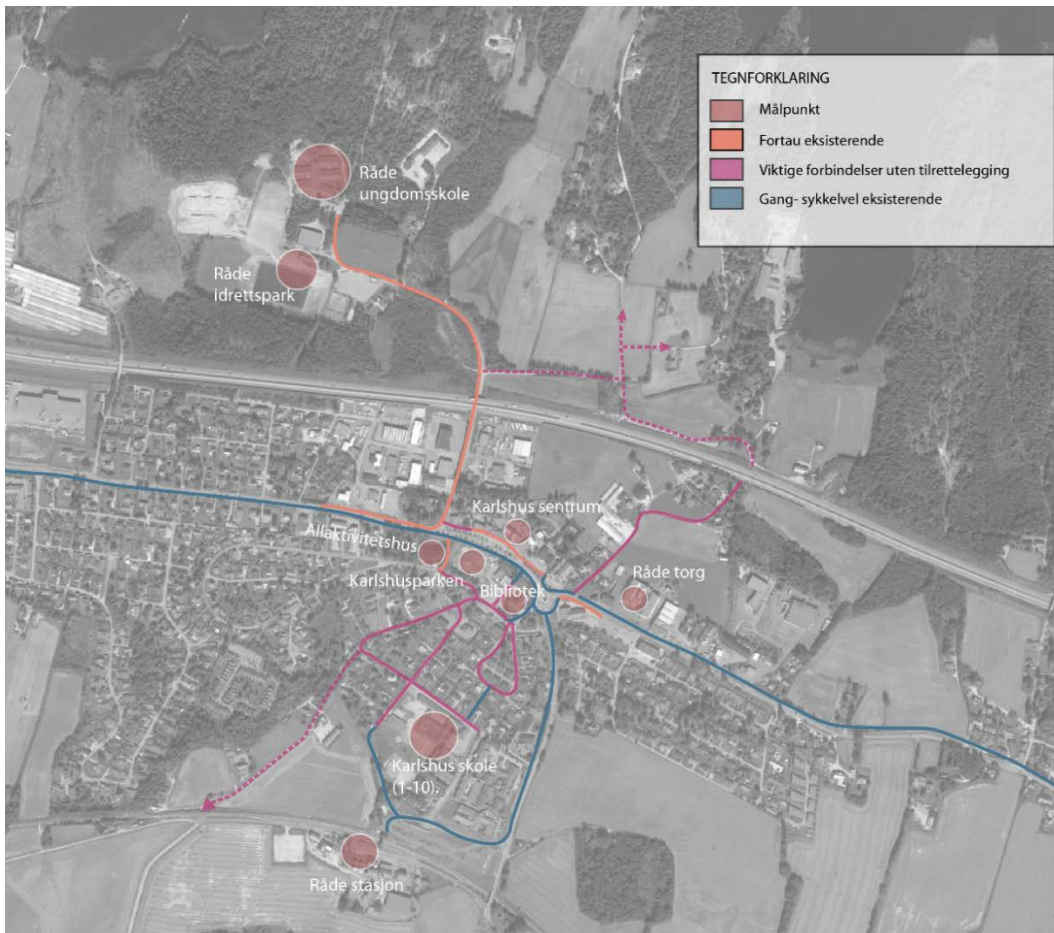 TEGNFORKLARING
Målpunkt
Fortau eksisterende
Viktige forbindelser uten tilrettelegging
Gang- sykkelvel eksisterende
Råde
ungdomsskole
Råde
idrettspark
Karlshus sentrum
Allaktivitetshus
Karlshusparken
Bibliotek
Råde torg
Karlshus skole
(1-10).
Råde stasjon